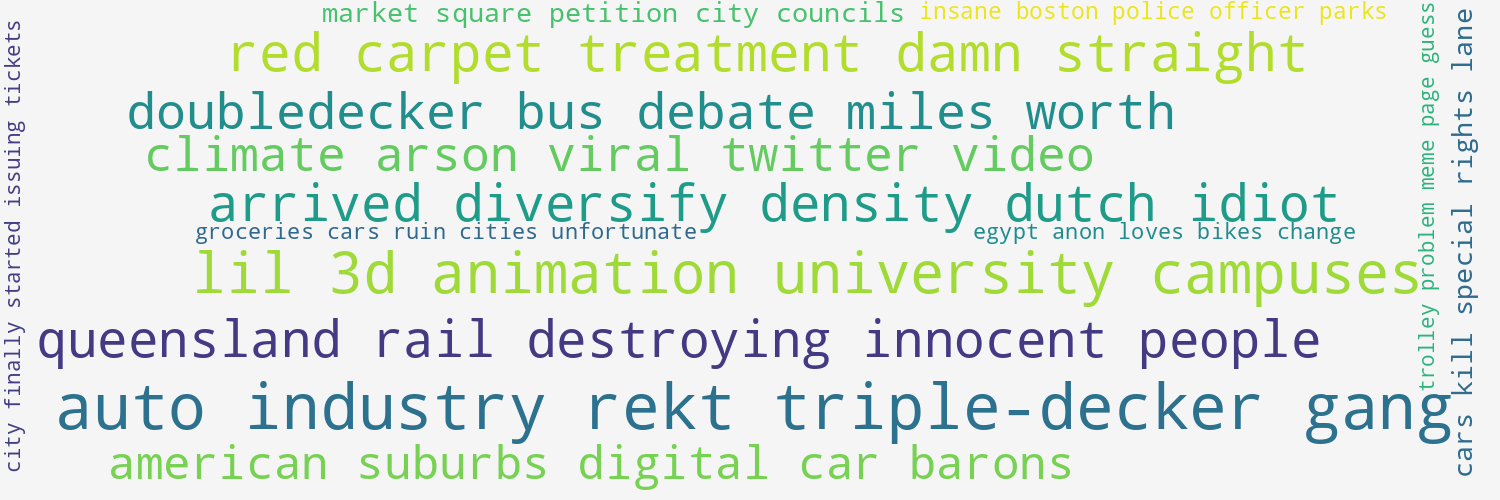 market square petition city councils
insane boston police officer parks
red carpet treatment damn straight
doubledecker bus debate miles worth
climate arson viral twitter video
arrived diversify density dutch idiot
groceries cars ruin cities unfortunate
egypt anon loves bikes change
lil 3d animation university campuses
queensland rail destroying innocent people
auto industry rekt triple-decker gang
american suburbs digital car barons
city finally started issuing tickets
trolley problem meme page guess
cars kill special rights lane